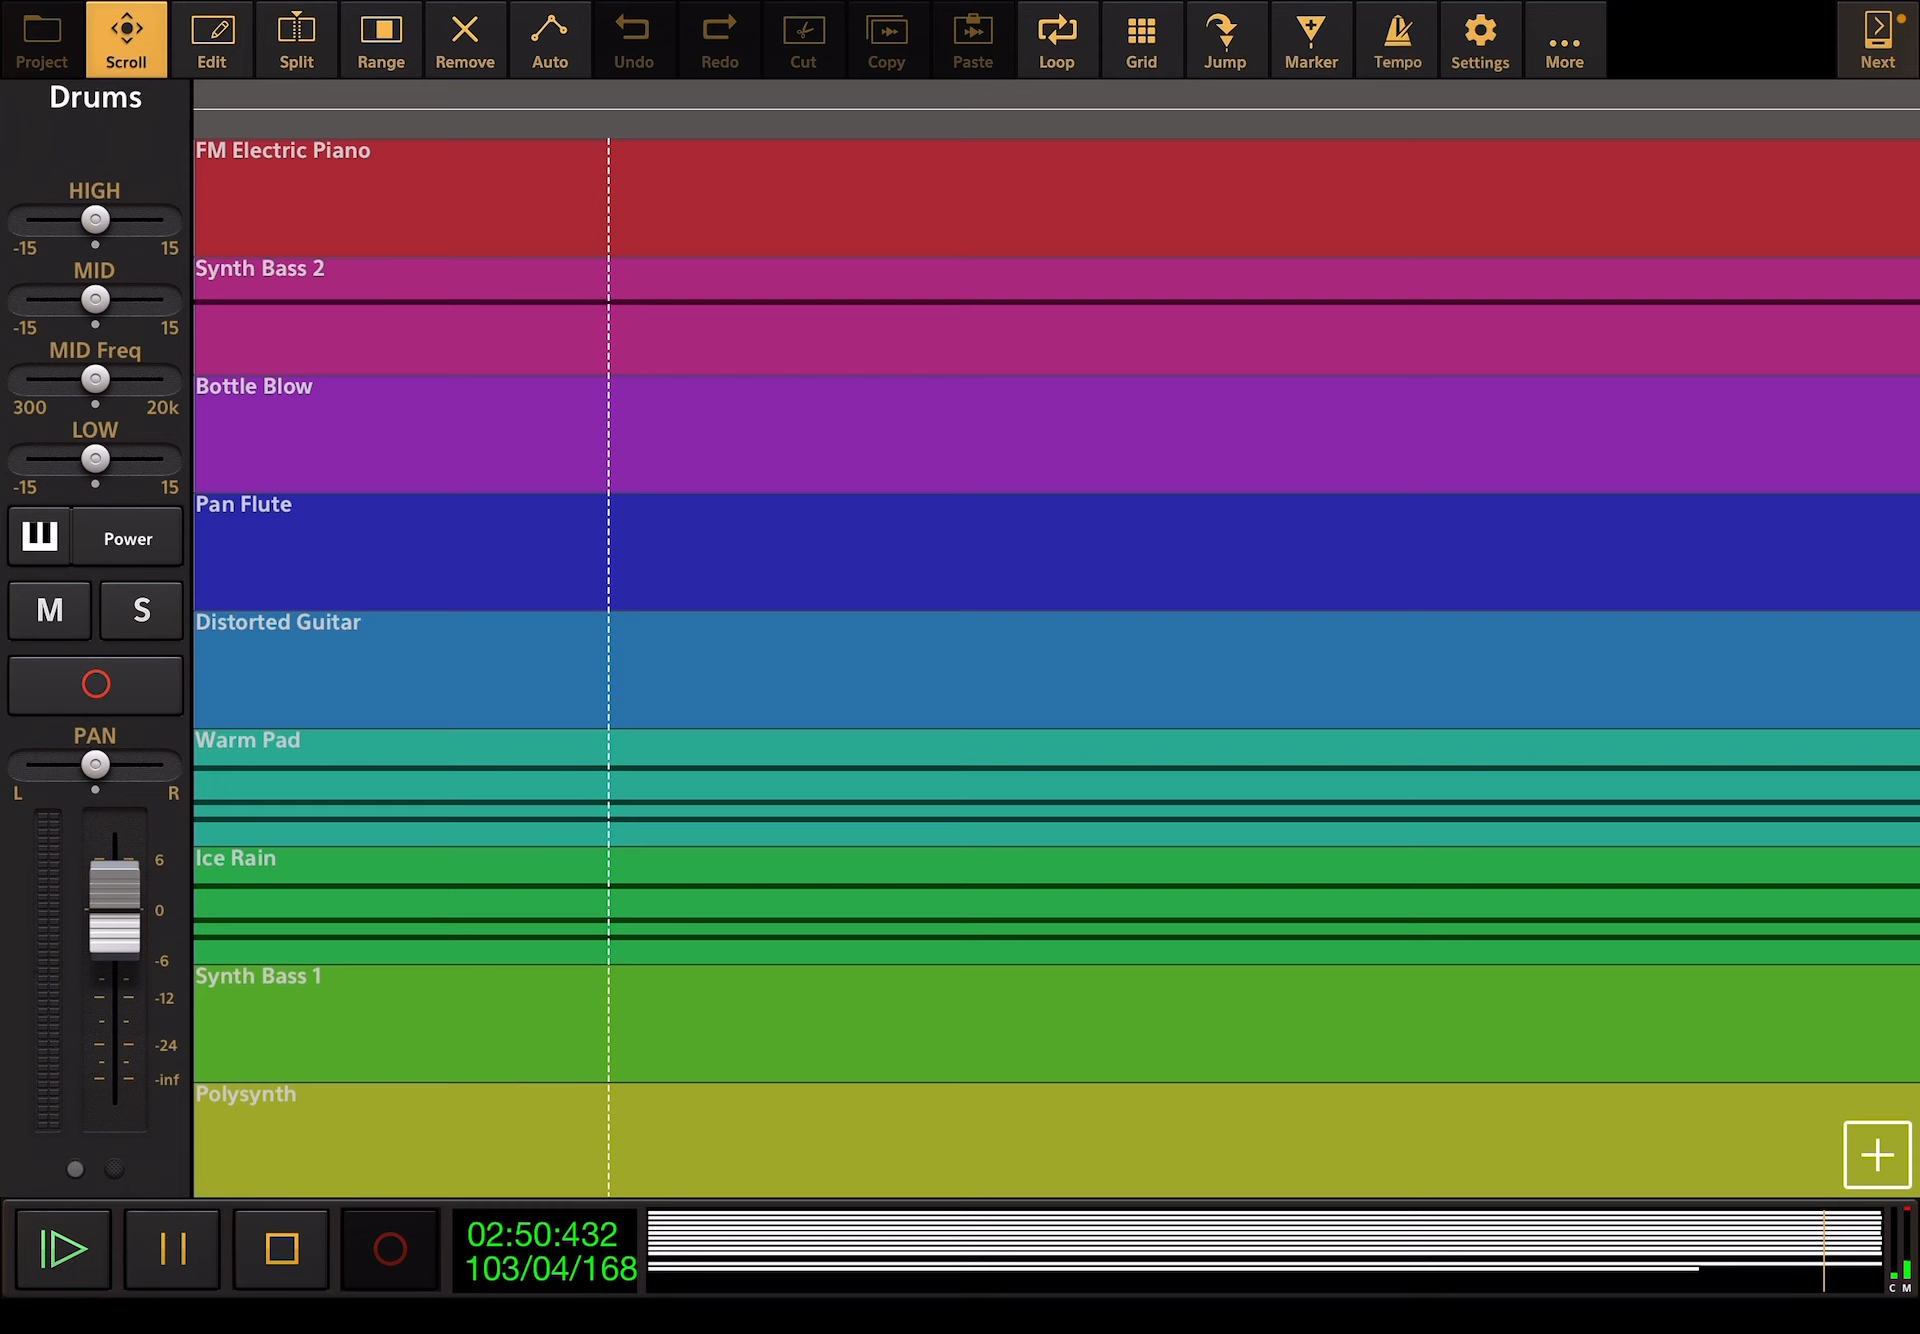 Project Scroll Edit Split Range Remove Auto Undo Redo Cut Copy Paste Loop Grid Jump Marker Tempo Settings More Next
Drums
HIGH
-15 15
MID
-15 15
MID Freq
300 20k
LOW
-15 15
Power
M S
PAN
L R
6
0
-6
-12
-24
-inf
FM Electric Piano
Synth Bass 2
Bottle Blow
Pan Flute
Distorted Guitar
Warm Pad
Ice Rain
Synth Bass 1
Polysynth
02:50:432
103/04/168
C M